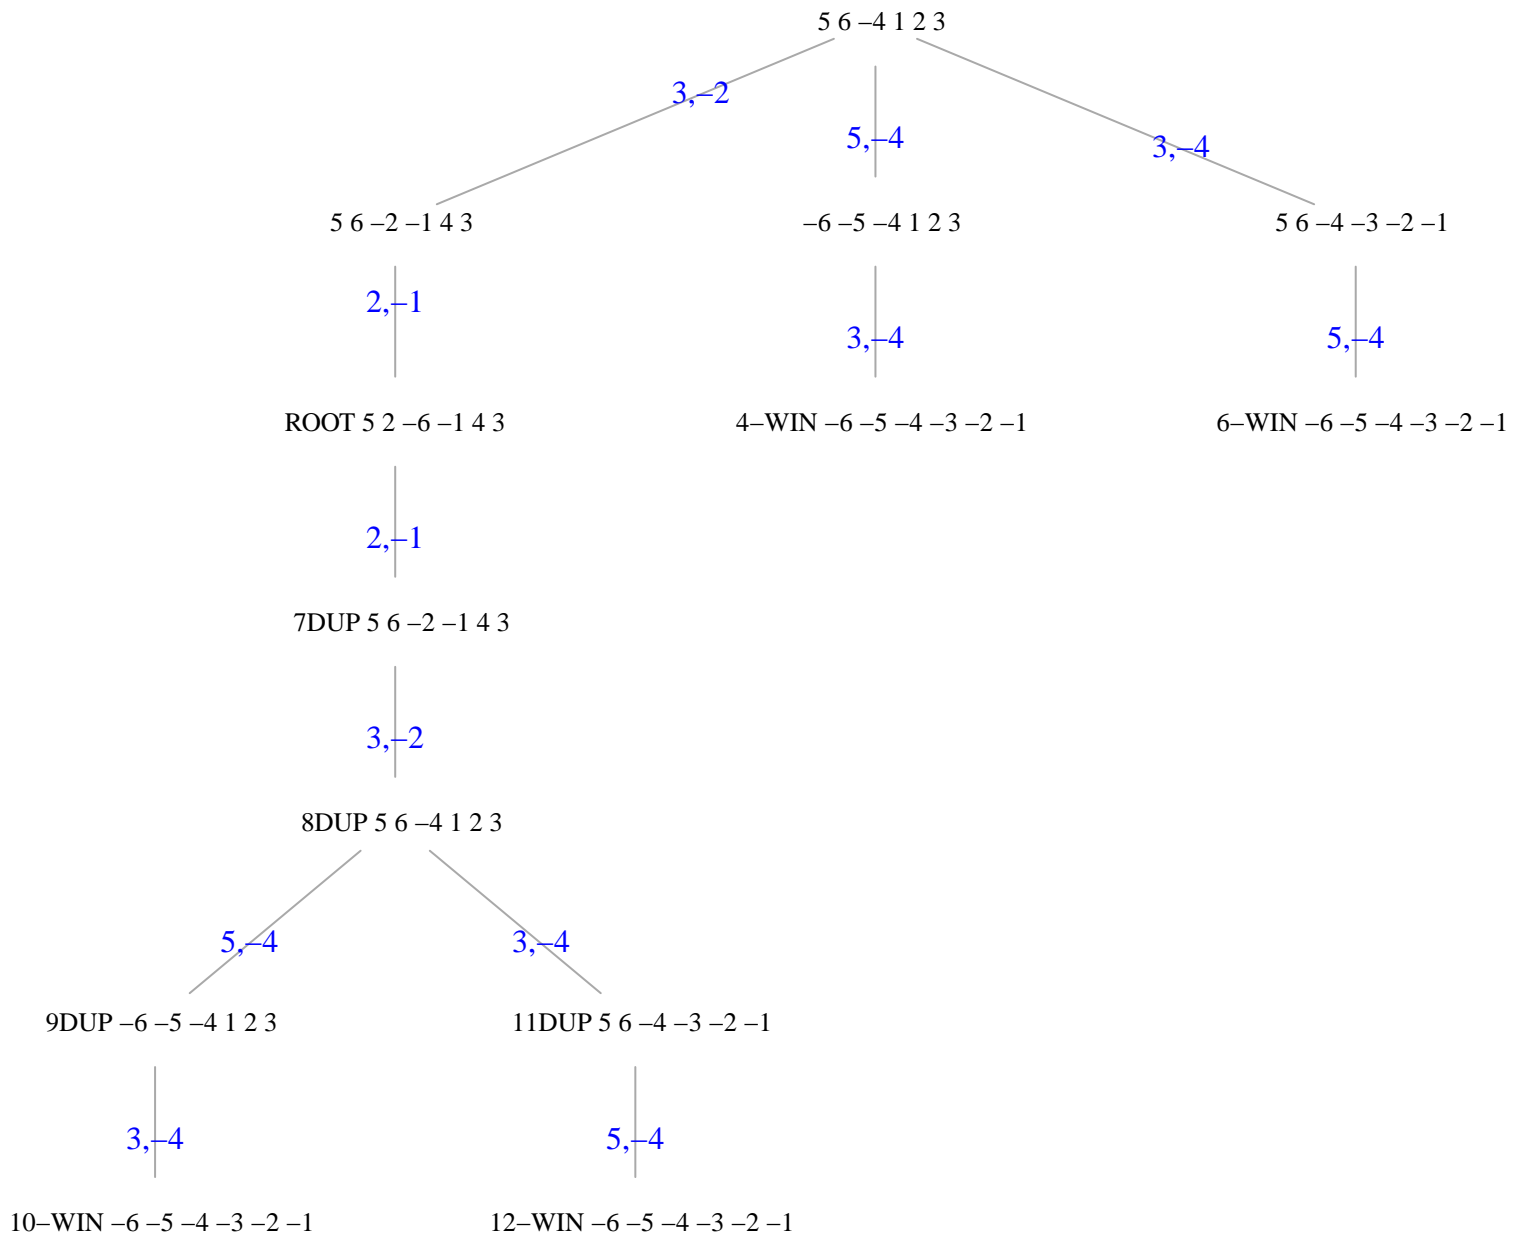 5 6 –4 1 2 3
3,–2
5,–4
3,–4
5 6 –2 –1 4 3
–6 –5 –4 1 2 3
5 6 –4 –3 –2 –1
2,–1
3,–4
5,–4
ROOT 5 2 –6 –1 4 3
4–WIN –6 –5 –4 –3 –2 –1
6–WIN –6 –5 –4 –3 –2 –1
2,–1
7DUP 5 6 –2 –1 4 3
3,–2
8DUP 5 6 –4 1 2 3
5,–4
3,–4
9DUP –6 –5 –4 1 2 3
11DUP 5 6 –4 –3 –2 –1
3,–4
5,–4
10–WIN –6 –5 –4 –3 –2 –1
12–WIN –6 –5 –4 –3 –2 –1